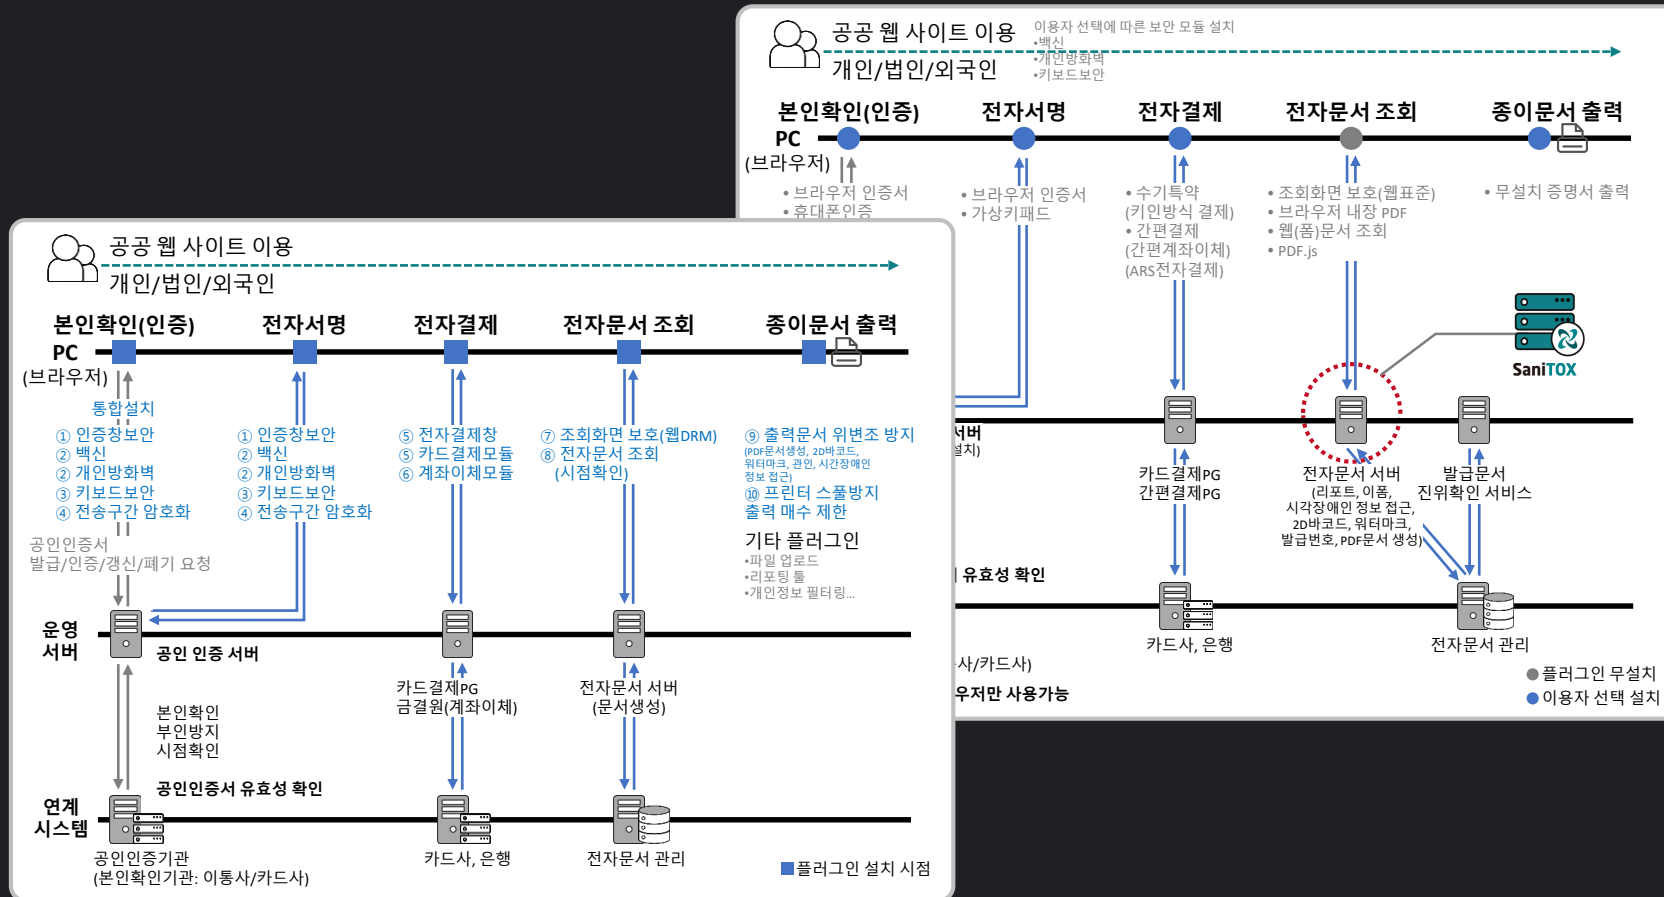 공공 웹 사이트 이용
개인/법인/외국인
이용자 선택에 따른 보안 모듈 설치
•백신
•개인방화벽
•키보드보안
본인확인(인증)
전자서명
전자결제
전자문서 조회
종이문서 출력
PC
(브라우저)
• 브라우저 인증서
• 휴대폰인증
• 브라우저 인증서
• 가상키패드
• 수기특약
(키인방식 결제)
• 간편결제
(간편계좌이체)
(ARS전자결제)
• 조회화면 보호(웹표준)
• 브라우저 내장 PDF
• 웹(폼)문서 조회
• PDF.js
• 무설치 증명서 출력
SaniTOX
서버
설치)
카드결제PG
간편결제PG
전자문서 서버
(리포트, 이폼,
시각장애인 정보 접근,
2D바코드, 워터마크,
발급번호, PDF문서 생성)
발급문서
진위확인 서비스
유효성 확인
카드사, 은행
전자문서 관리
사/카드사)
우저만 사용가능
플러그인 무설치
이용자 선택 설치
공공 웹 사이트 이용
개인/법인/외국인
본인확인(인증)
전자서명
전자결제
전자문서 조회
종이문서 출력
PC
(브라우저)
통합설치
① 인증창보안
② 백신
② 개인방화벽
③ 키보드보안
④ 전송구간 암호화
① 인증창보안
② 백신
② 개인방화벽
③ 키보드보안
④ 전송구간 암호화
⑤ 전자결제창
⑤ 카드결제모듈
⑥ 계좌이체모듈
⑦ 조회화면 보호(웹DRM)
⑧ 전자문서 조회
(시점확인)
⑨ 출력문서 위변조 방지
(PDF문서생성, 2D바코드,
워터마크, 관인, 시간장애인
정보 접근)
⑩ 프린터 스풀방지
출력 매수 제한
기타 플러그인
•파일 업로드
•리포팅 툴
•개인정보 필터링...
공인인증서
발급/인증/갱신/폐기 요청
운영
서버
공인 인증 서버
카드결제PG
금결원(계좌이체)
전자문서 서버
(문서생성)
본인확인
부인방지
시점확인
공인인증서 유효성 확인
연계
시스템
공인인증기관
(본인확인기관: 이통사/카드사)
카드사, 은행
전자문서 관리
플러그인 설치 시점